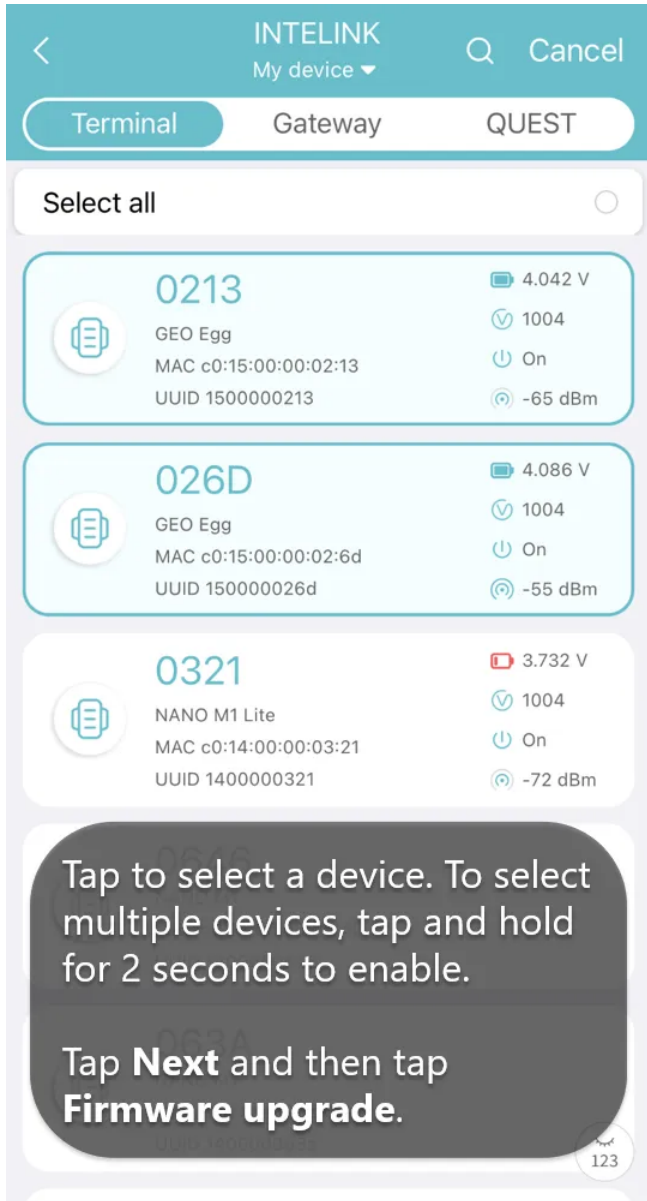 INTELINK
My device
Cancel
Terminal
Gateway
QUEST
Select all
0213
GEO Egg
MAC c0:15:00:00:02:13
UUID 1500000213
4.042 V
1004
On
-65 dBm
026D
GEO Egg
MAC c0:15:00:00:02:6d
UUID 150000026d
4.086 V
1004
On
-55 dBm
0321
NANO M1 Lite
MAC c0:14:00:00:03:21
UUID 1400000321
3.732 V
1004
On
-72 dBm
0646
Tap to select a device. To select
multiple devices, tap and hold
for 2 seconds to enable.
063A
Tap Next and then tap
Firmware upgrade.
123